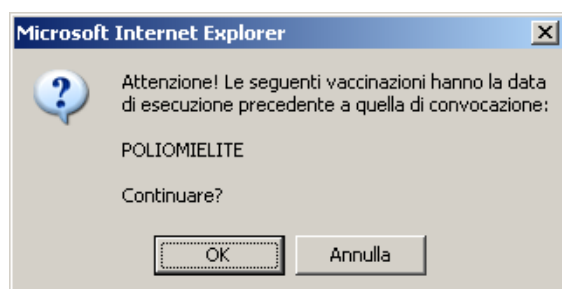 Microsoft Internet Explorer
Attenzione! Le seguenti vaccinazioni hanno la data
di esecuzione precedente a quella di convocazione:
POLIOMIELITE
Continuare?
OK
Annulla